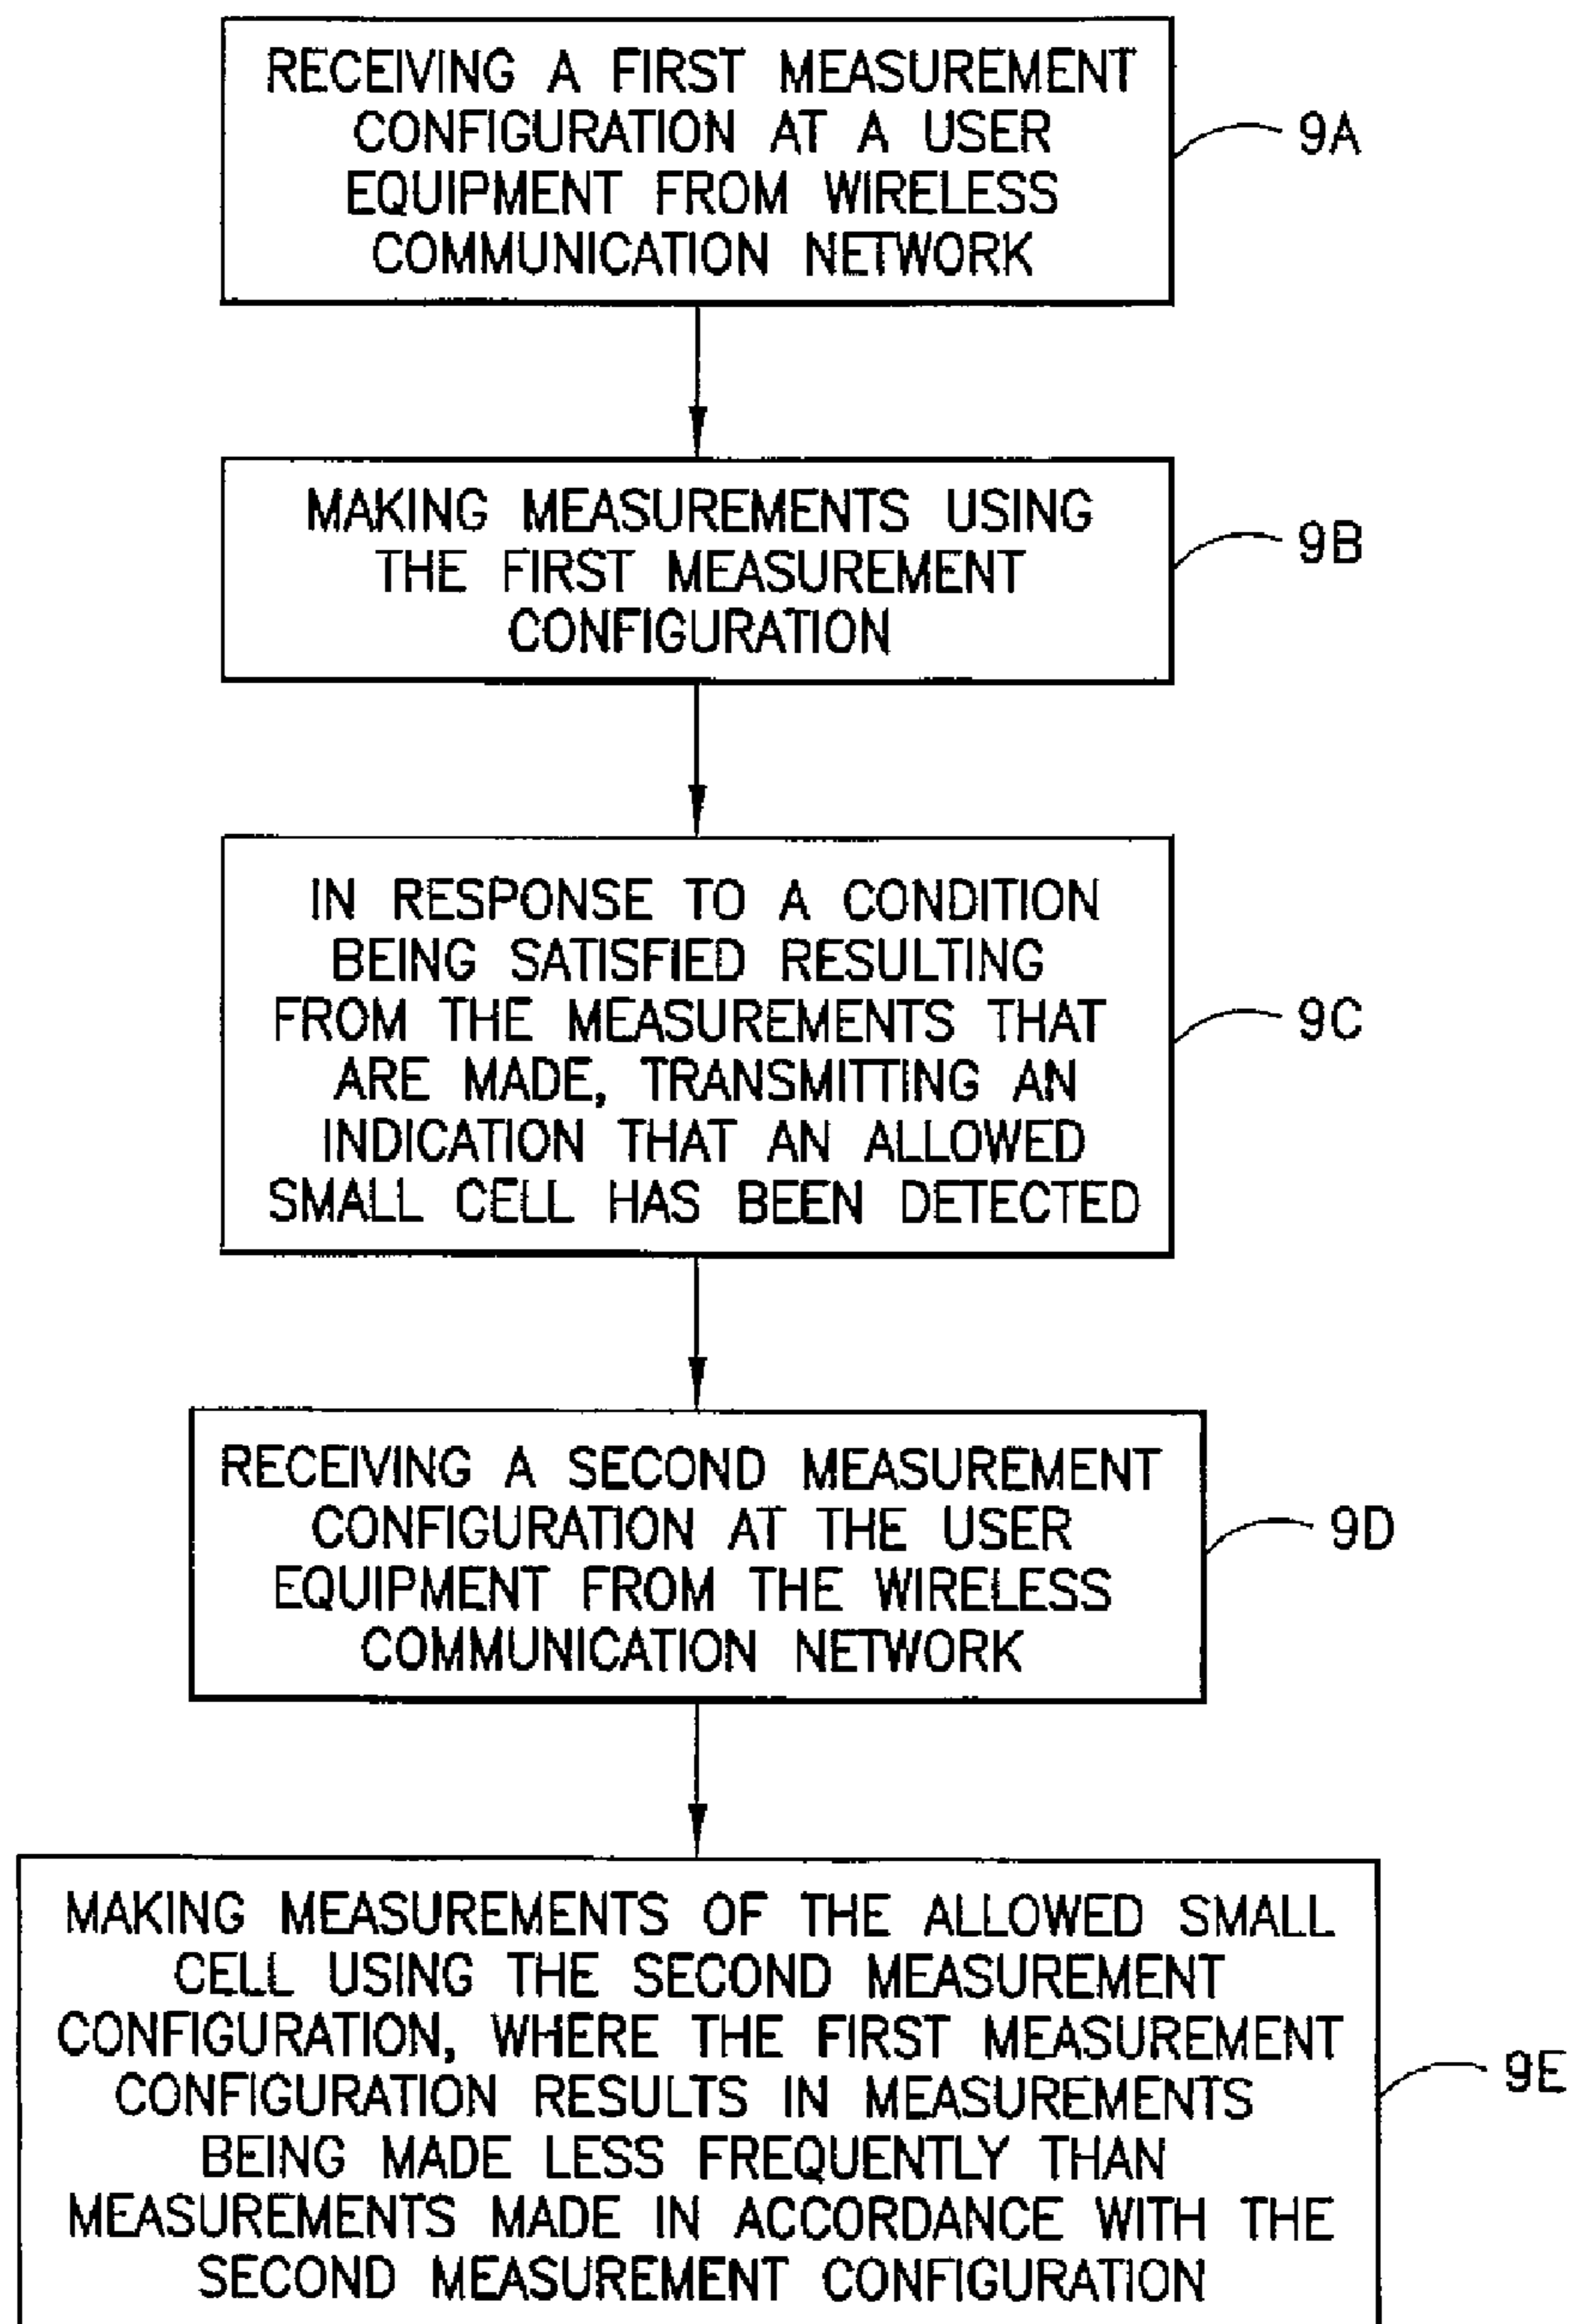 RECEIVING A FIRST MEASUREMENT
CONFIGURATION AT A USER
EQUIPMENT FROM WIRELESS
COMMUNICATION NETWORK
9A
MAKING MEASUREMENTS USING
THE FIRST MEASUREMENT
CONFIGURATION
9B
IN RESPONSE TO A CONDITION
BEING SATISFIED RESULTING
FROM THE MEASUREMENTS THAT
ARE MADE, TRANSMITTING AN
INDICATION THAT AN ALLOWED
SMALL CELL HAS BEEN DETECTED
9C
RECEIVING A SECOND MEASUREMENT
CONFIGURATION AT THE USER
EQUIPMENT FROM THE WIRELESS
COMMUNICATION NETWORK
9D
MAKING MEASUREMENTS OF THE ALLOWED SMALL
CELL USING THE SECOND MEASUREMENT
CONFIGURATION, WHERE THE FIRST MEASUREMENT
CONFIGURATION RESULTS IN MEASUREMENTS
BEING MADE LESS FREQUENTLY THAN
MEASUREMENTS MADE IN ACCORDANCE WITH THE
SECOND MEASUREMENT CONFIGURATION
9E